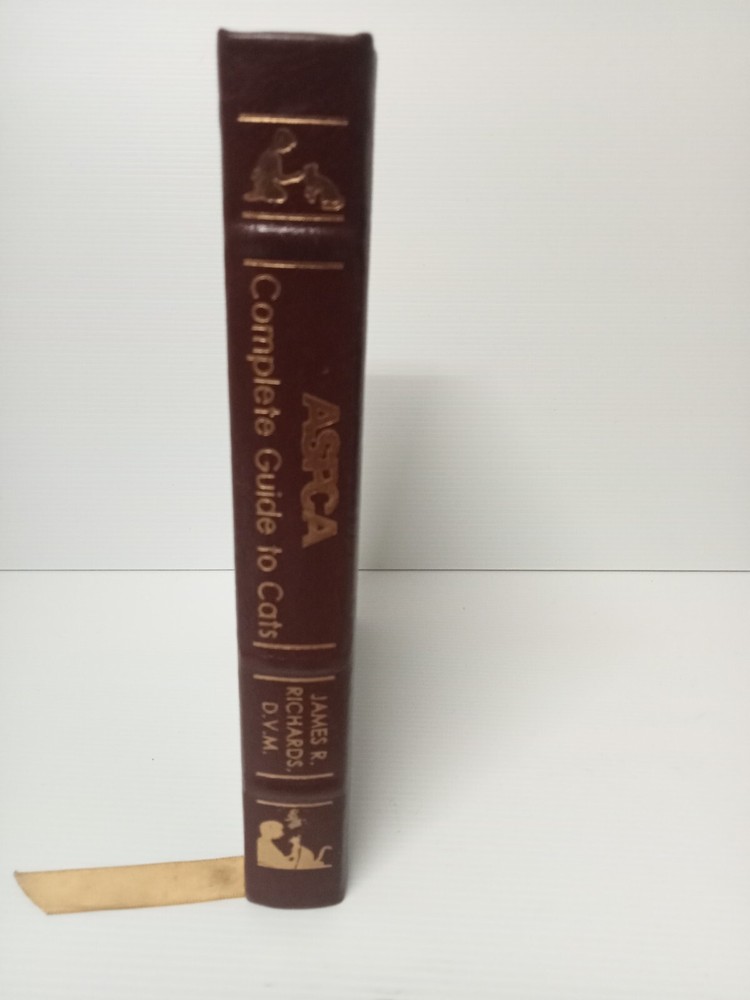 ASPCA
Complete Guide to Cats
JAMES R.
RICHARDS,
D.V.M.